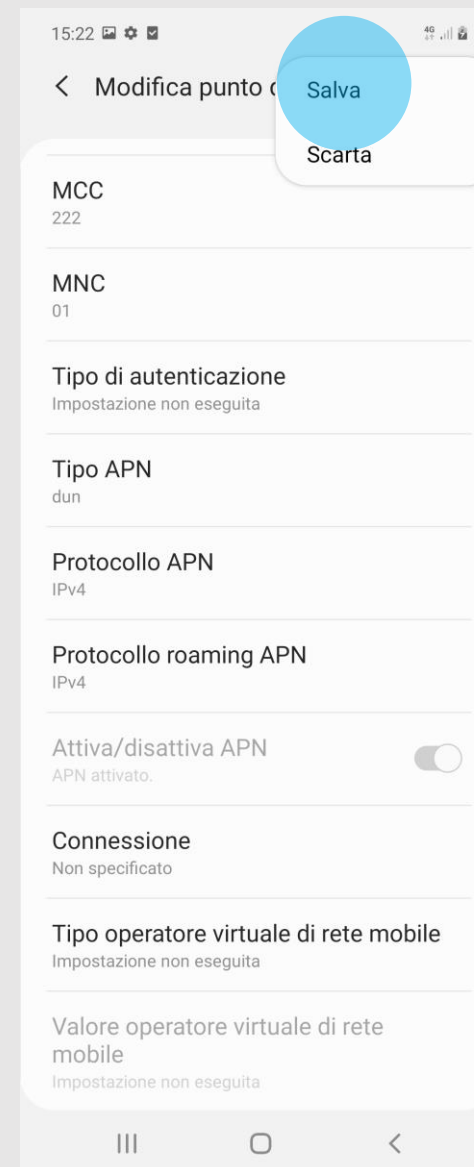 15:22
4G
Modifica punto d
Salva
Scarta
MCC
222
MNC
01
Tipo di autenticazione
Impostazione non eseguita
Tipo APN
dun
Protocollo APN
IPv4
Protocollo roaming APN
IPv4
Attiva/disattiva APN
APN attivato.
Connessione
Non specificato
Tipo operatore virtuale di rete mobile
Impostazione non eseguita
Valore operatore virtuale di rete
mobile
Impostazione non eseguita